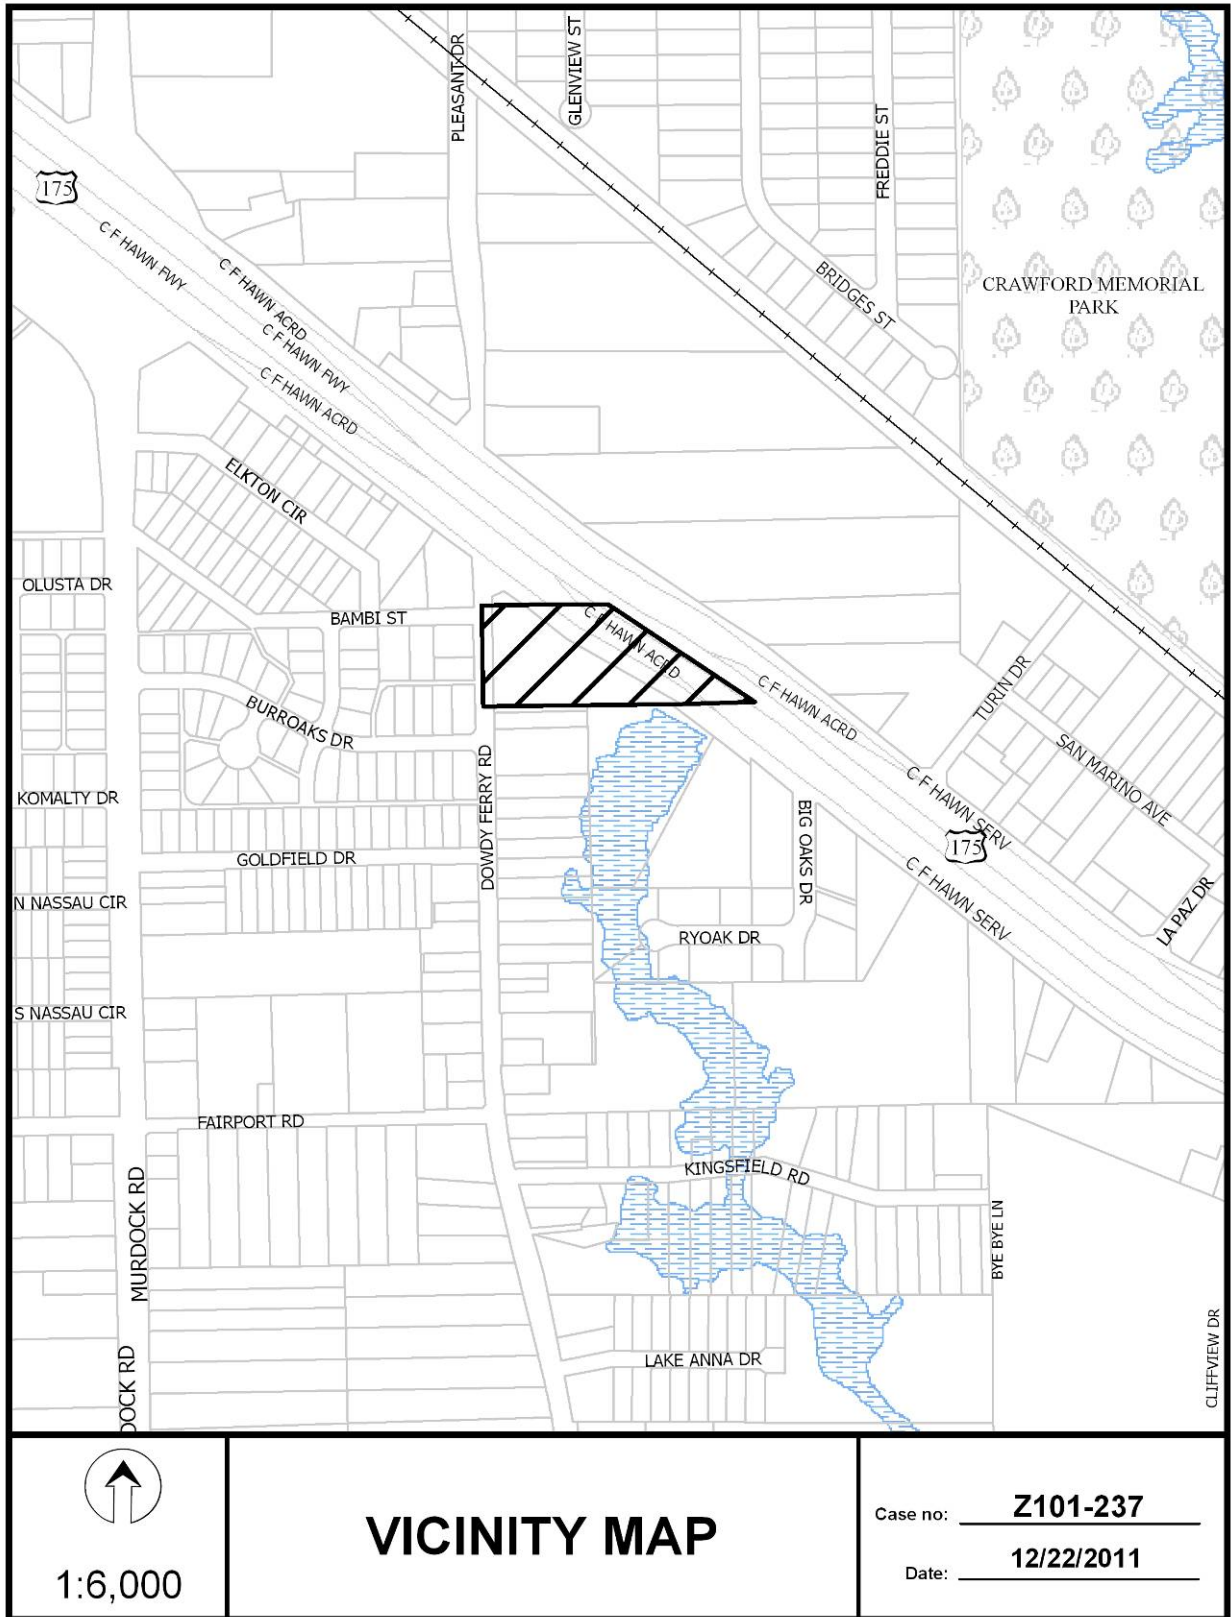 PLEASANT DR
GLENVIEW ST
FREDDIE ST
175
C F HAWN FWY
C F HAWN ACRD
C F HAWN FWY
C F HAWN ACRD
BRIDGES ST
CRAWFORD MEMORIAL
PARK
ELKTON CIR
OLUSTA DR
BAMBI ST
C F HAWN ACRD
C F HAWN ACRD
TURIN DR
BURROAKS DR
SAN MARINO AVE
KOMALTY DR
DOWDY FERRY RD
BIG OAKS DR
C F HAWN SERV
175
GOLDFIELD DR
C F HAWN SERV
N NASSAU CIR
LA PAZ DR
RYOAK DR
S NASSAU CIR
FAIRPORT RD
KINGSFIELD RD
MURDOCK RD
BYE BYE LN
CLIFFVIEW DR
LAKE ANNA DR
DOCK RD
1:6,000
VICINITY MAP
Case no: Z101-237
Date: 12/22/2011